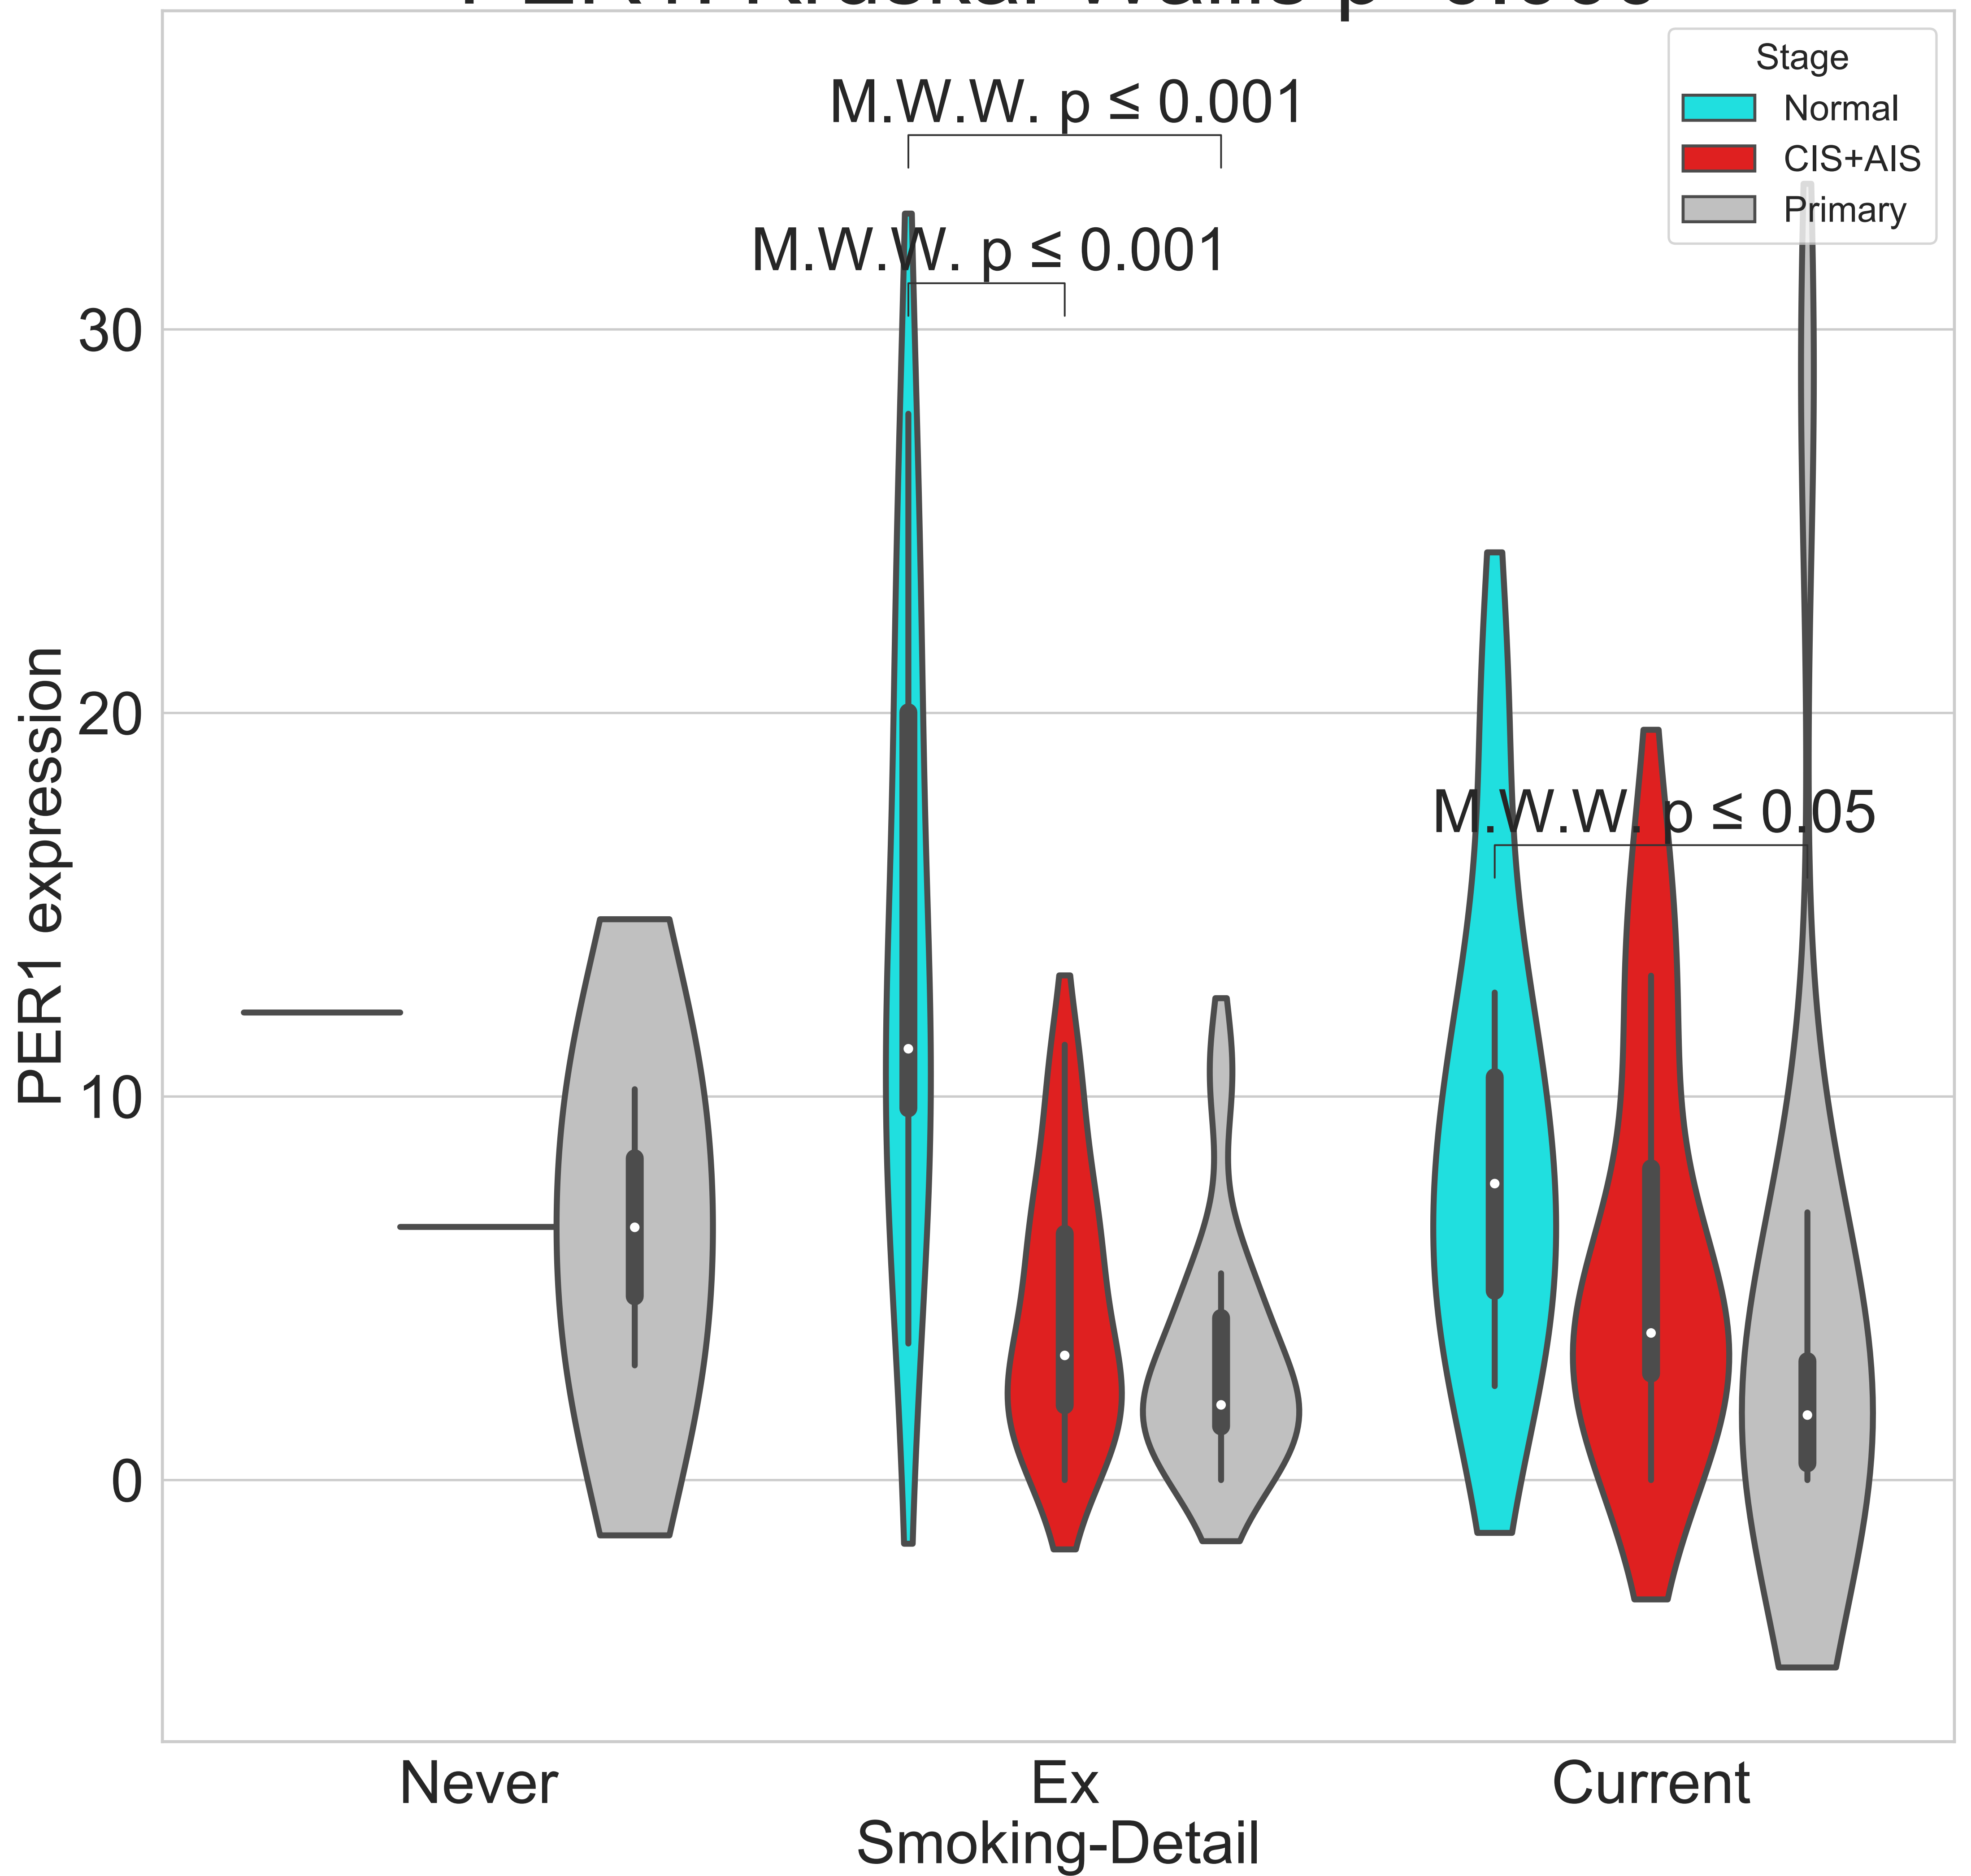 Stage
Normal
CIS+AIS
Primary
M.W.W. p ≤ 0.001
M.W.W. p ≤ 0.001
M.W.W. p ≤ 0.05
30
20
10
0
PER1 expression
Never
Ex
Current
Smoking-Detail